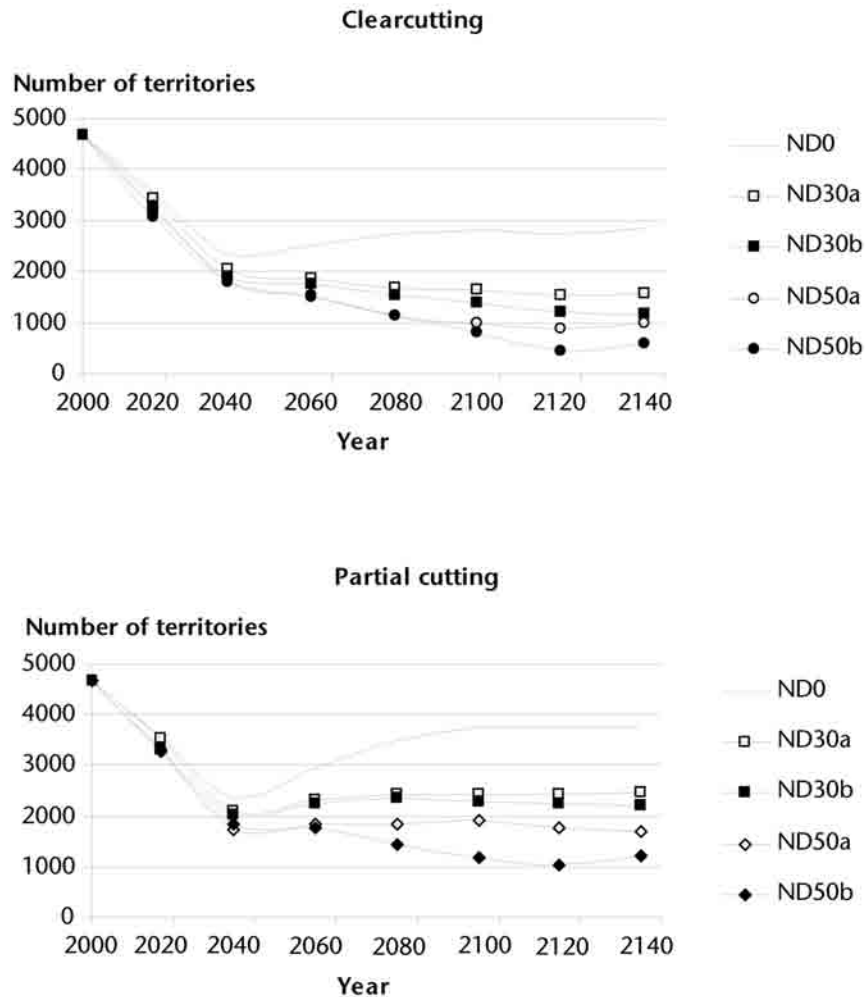 Clearcutting
Number of territories
5000
4000
3000
2000
1000
0
2000 2020 2040 2060 2080 2100 2120 2140
Year
ND0
ND30a
ND30b
ND50a
ND50b
Partial cutting
Number of territories
5000
4000
3000
2000
1000
0
2000 2020 2040 2060 2080 2100 2120 2140
Year
ND0
ND30a
ND30b
ND50a
ND50b